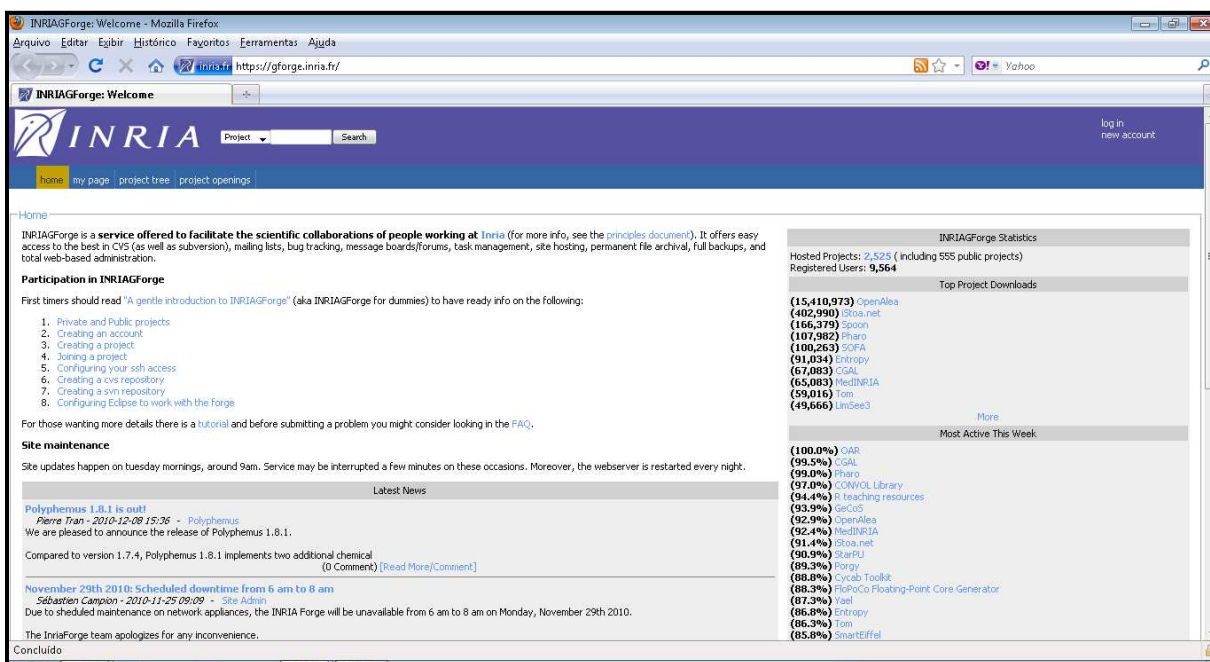 INRIAGForge: Welcome - Mozilla Firefox
Arquivo Editar Exibir Histórico Favoritos Ferramentas Ajuda
inria.fr https://gforge.inria.fr/
Yahoo
INRIAGForge: Welcome
INRIA Project Search
log in
new account
home my page project tree project openings
Home
INRIAGForge is a service offered to facilitate the scientific collaborations of people working at Inria (for more info, see the principles document). It offers easy
access to the best in CVS (as well as subversion), mailing lists, bug tracking, message boards/forums, task management, site hosting, permanent file archival, full backups, and
total web-based administration.
Participation in INRIAGForge
First timers should read "A gentle introduction to INRIAGForge" (aka INRIAGForge for dummies) to have ready info on the following:
1. Private and Public projects
2. Creating an account
3. Creating a project
4. Joining a project
5. Configuring your ssh access
6. Creating a cvs repository
7. Creating a svn repository
8. Configuring Eclipse to work with the forge
For those wanting more details there is a tutorial and before submitting a problem you might consider looking in the FAQ.
Site maintenance
Site updates happen on tuesday mornings, around 9am. Service may be interrupted a few minutes on these occasions. Moreover, the webserver is restarted every night.
Latest News
Polyphemus 1.8.1 is out!
Pierre Tran - 2010-12-08 15:36 - Polyphemus
We are pleased to announce the release of Polyphemus 1.8.1.
Compared to version 1.7.4, Polyphemus 1.8.1 implements two additional chemical
(0 Comment) [Read More/Comment]
November 29th 2010: Scheduled downtime from 6 am to 8 am
Sébastien Campion - 2010-11-25 09:09 - Site Admin
Due to sheduled maintenance on network appliances, the INRIA Forge will be unavailable from 6 am to 8 am on Monday, November 29th 2010.
The InriaForge team apologizes for any inconvenience.
INRIAGForge Statistics
Hosted Projects: 2,525 ( including 555 public projects)
Registered Users: 9,564
Top Project Downloads
(15,410,973) OpenAlea
(402,990) iStoa.net
(166,379) Spoon
(107,982) Pharo
(100,263) SOFA
(91,034) Entropy
(67,083) CGAL
(65,083) MedINRIA
(59,016) Tom
(49,666) LimSee3
More
Most Active This Week
(100.0%) OAR
(99.5%) CGAL
(99.0%) Pharo
(97.0%) CONVOL Library
(94.4%) R teaching resources
(93.9%) GeCoS
(92.9%) OpenAlea
(92.4%) MedINRIA
(91.4%) iStoa.net
(90.9%) StarPU
(89.3%) Porgy
(88.8%) Cycab Toolkit
(88.3%) FloPoCo Floating-Point Core Generator
(87.3%) Yael
(86.8%) Entropy
(86.3%) Tom
(85.8%) SmartEiffel
Concluído